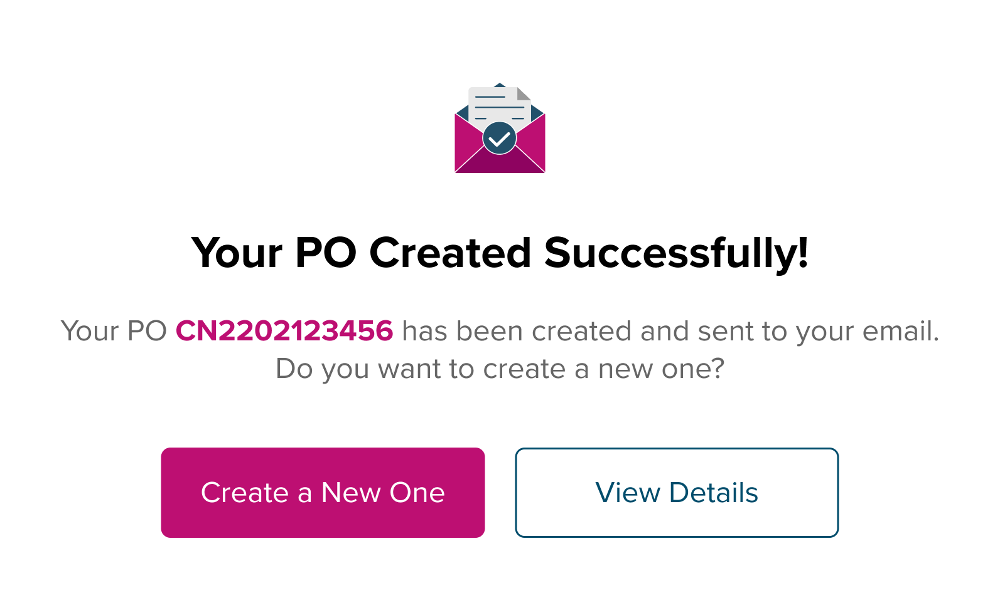 Your PO Created Successfully!
Your PO CN2202123456 has been created and sent to your email.
Do you want to create a new one?
Create a New One
View Details